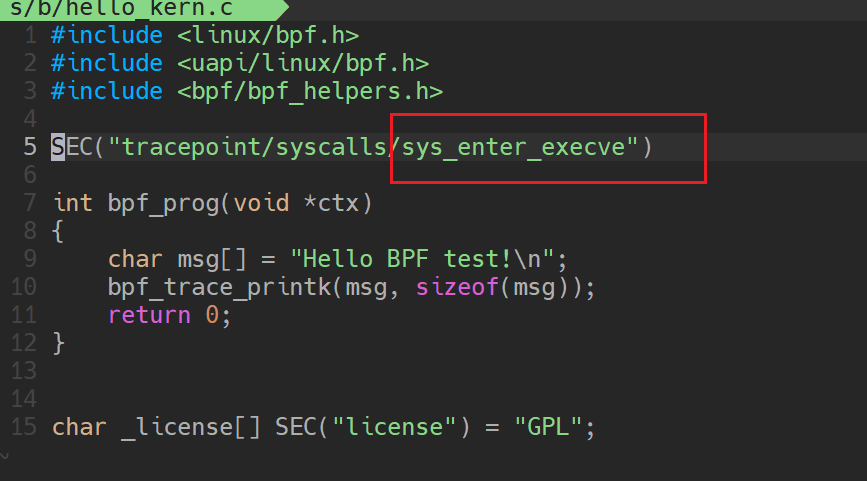 s/b/hello_kern.c
1 #include <linux/bpf.h>
2 #include <uapi/linux/bpf.h>
3 #include <bpf/bpf_helpers.h>
4
5 SEC("tracepoint/syscalls/sys_enter_execve")
6
7 int bpf_prog(void *ctx)
8 {
9     char msg[] = "Hello BPF test!\n";
10     bpf_trace_printk(msg, sizeof(msg));
11     return 0;
12 }
13
14
15 char _license[] SEC("license") = "GPL";
~